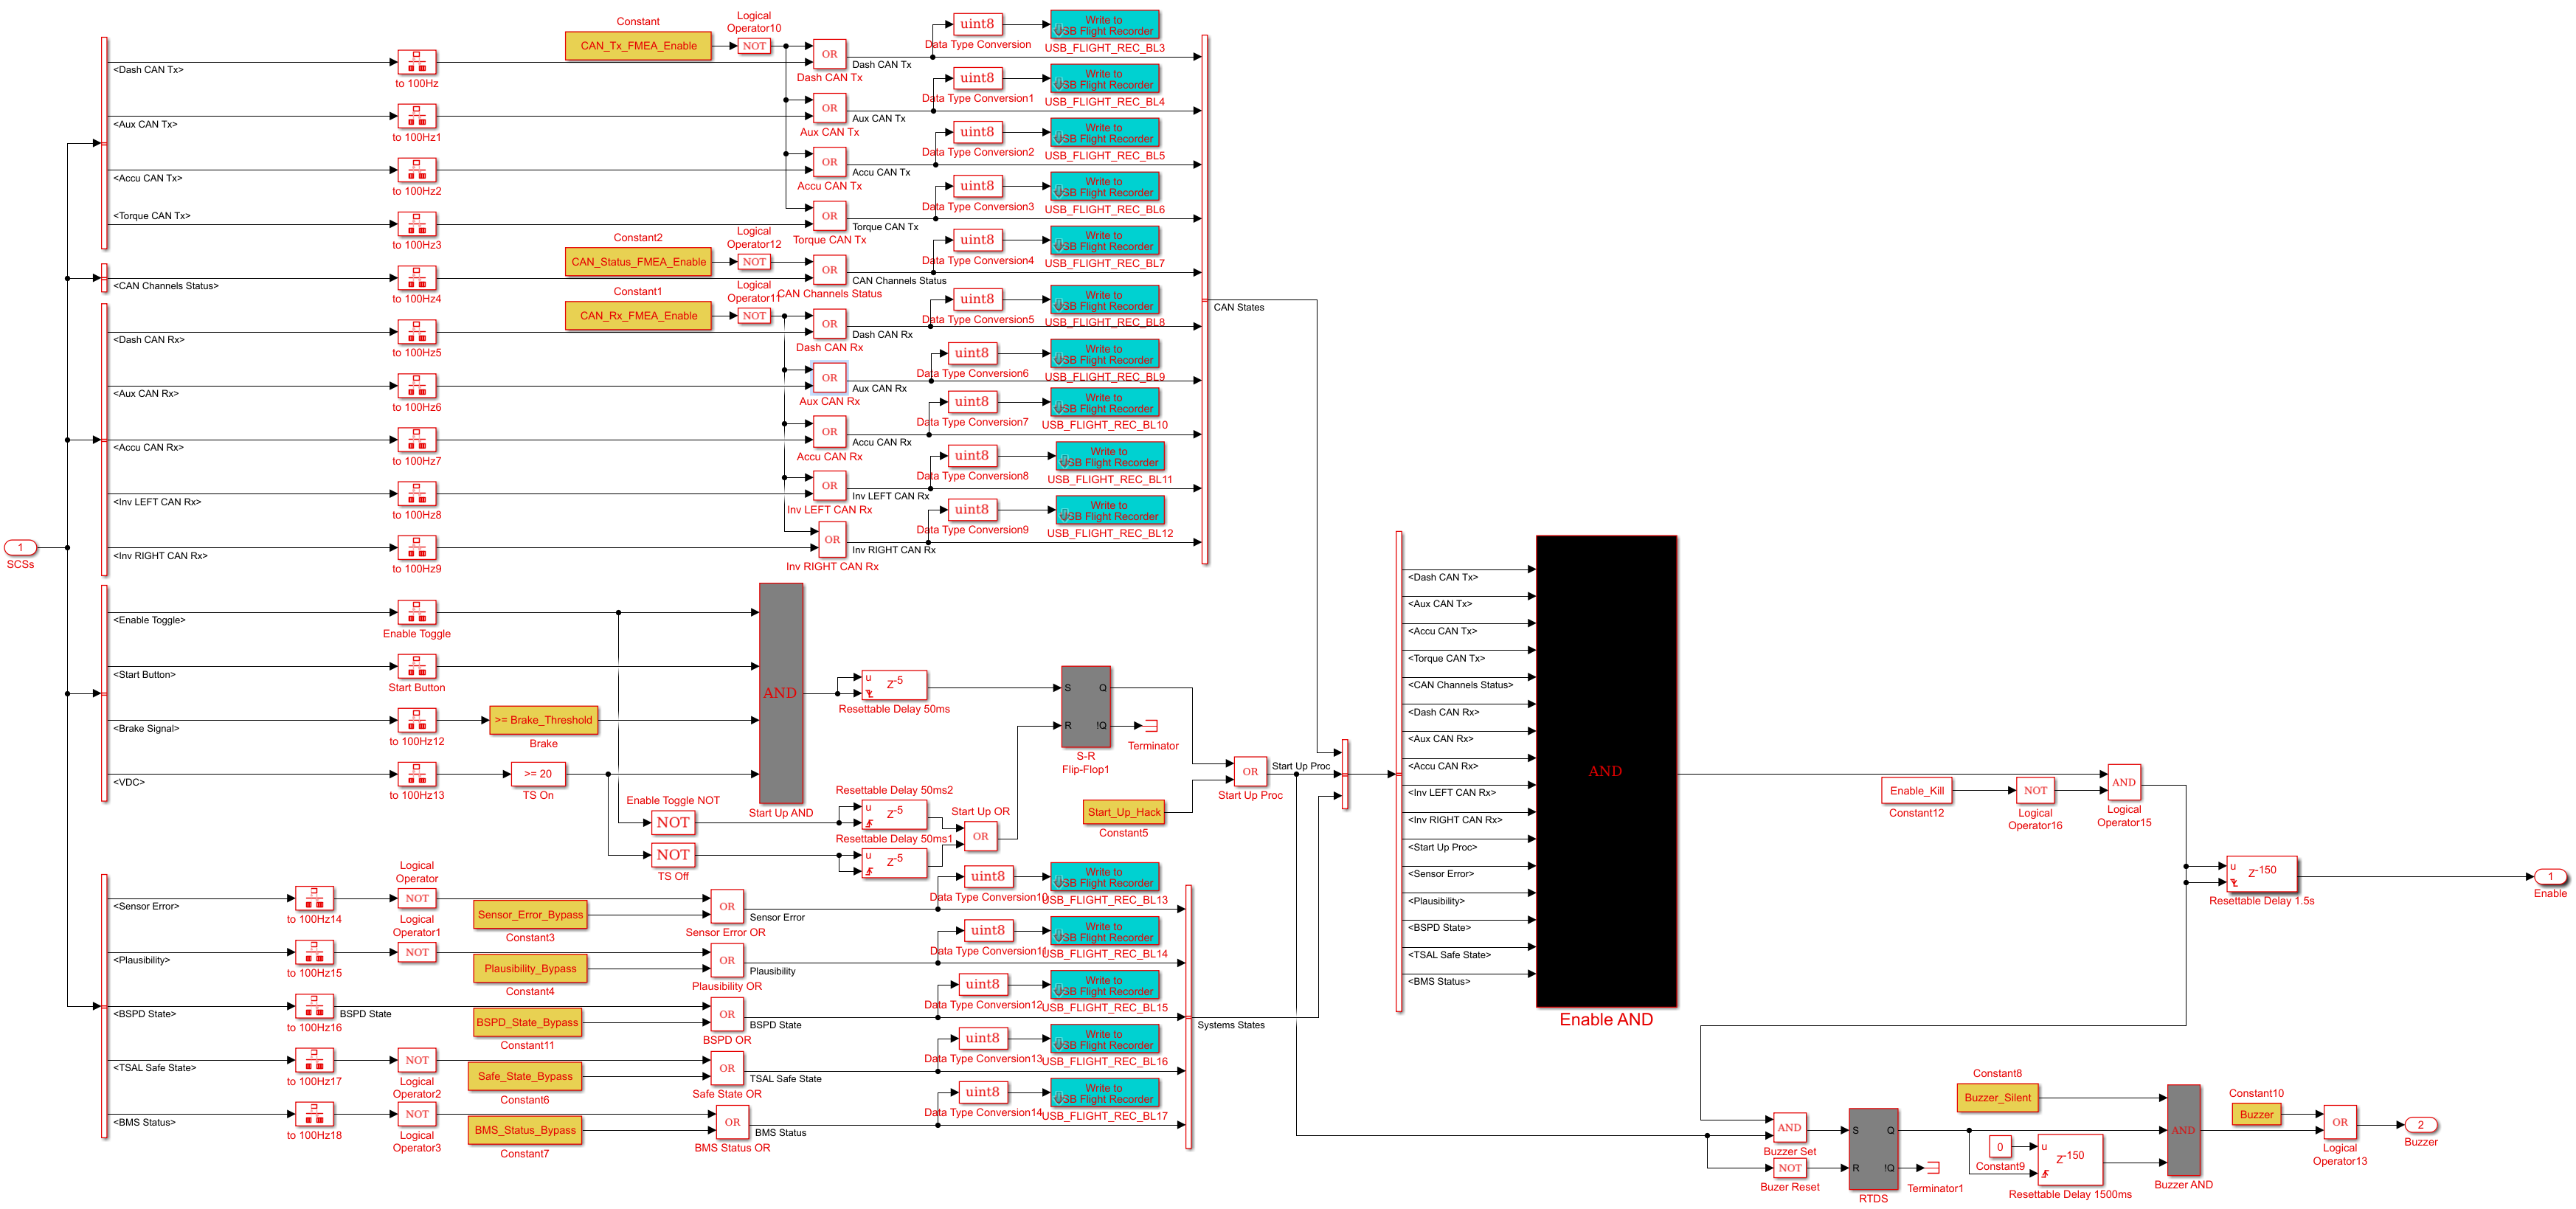 1
SCSs
<Dash CAN Tx>
<Aux CAN Tx>
<Accu CAN Tx>
<Torque CAN Tx>
<CAN Channels Status>
<Dash CAN Rx>
<Aux CAN Rx>
<Accu CAN Rx>
<Inv LEFT CAN Rx>
<Inv RIGHT CAN Rx>
<Enable Toggle>
<Start Button>
<Brake Signal>
<VDC>
<Sensor Error>
<Plausibility>
<BSPD State>
<TSAL Safe State>
<BMS Status>
to 100Hz
to 100Hz1
to 100Hz2
to 100Hz3
to 100Hz4
to 100Hz5
to 100Hz6
to 100Hz7
to 100Hz8
to 100Hz9
Enable Toggle
Start Button
to 100Hz12
to 100Hz13
to 100Hz14
to 100Hz15
to 100Hz16
to 100Hz17
to 100Hz18
Constant
CAN_Tx_FMEA_Enable
Logical
Operator10
NOT
Constant2
CAN_Status_FMEA_Enable
Logical
Operator12
NOT
Constant1
CAN_Rx_FMEA_Enable
Logical
Operator11
NOT
OR
Dash CAN Tx
Dash CAN Tx
OR
Aux CAN Tx
Aux CAN Tx
OR
Accu CAN Tx
Accu CAN Tx
OR
Torque CAN Tx
Torque CAN Tx
OR
CAN Channels Status
CAN Channels Status
OR
Dash CAN Rx
Dash CAN Rx
OR
Aux CAN Rx
Aux CAN Rx
OR
Accu CAN Rx
Accu CAN Rx
OR
Inv LEFT CAN Rx
Inv LEFT CAN Rx
OR
Inv RIGHT CAN Rx
Inv RIGHT CAN Rx
uint8
Data Type Conversion
Write to
USB Flight Recorder
USB_FLIGHT_REC_BL3
uint8
Data Type Conversion1
Write to
USB Flight Recorder
USB_FLIGHT_REC_BL4
uint8
Data Type Conversion2
Write to
USB Flight Recorder
USB_FLIGHT_REC_BL5
uint8
Data Type Conversion3
Write to
USB Flight Recorder
USB_FLIGHT_REC_BL6
uint8
Data Type Conversion4
Write to
USB Flight Recorder
USB_FLIGHT_REC_BL7
uint8
Data Type Conversion5
Write to
USB Flight Recorder
USB_FLIGHT_REC_BL8
uint8
Data Type Conversion6
Write to
USB Flight Recorder
USB_FLIGHT_REC_BL9
uint8
Data Type Conversion7
Write to
USB Flight Recorder
USB_FLIGHT_REC_BL10
uint8
Data Type Conversion8
Write to
USB Flight Recorder
USB_FLIGHT_REC_BL11
uint8
Data Type Conversion9
Write to
USB Flight Recorder
USB_FLIGHT_REC_BL12
CAN States
>= Brake_Threshold
Brake
>= 20
TS On
AND
Start Up AND
Enable Toggle NOT
NOT
NOT
TS Off
u
Z-5
Resettable Delay 50ms
Resettable Delay 50ms2
u
Z-5
Resettable Delay 50ms1
u
Z-5
Start Up OR
OR
S
Q
R
!Q
S-R
Flip-Flop1
Terminator
Start_Up_Hack
Constant5
OR
Start Up Proc
Start Up Proc
Logical
Operator
NOT
Logical
Operator1
NOT
BSPD State
NOT
Logical
Operator2
NOT
Logical
Operator3
Sensor_Error_Bypass
Constant3
Plausibility_Bypass
Constant4
BSPD_State_Bypass
Constant11
Safe_State_Bypass
Constant6
BMS_Status_Bypass
Constant7
OR
Sensor Error
Sensor Error OR
OR
Plausibility
Plausibility OR
OR
BSPD State
BSPD OR
OR
TSAL Safe State
Safe State OR
OR
BMS Status
BMS Status OR
uint8
Data Type Conversion10
Write to
USB Flight Recorder
USB_FLIGHT_REC_BL13
uint8
Data Type Conversion11
Write to
USB Flight Recorder
USB_FLIGHT_REC_BL14
uint8
Data Type Conversion12
Write to
USB Flight Recorder
USB_FLIGHT_REC_BL15
uint8
Data Type Conversion13
Write to
USB Flight Recorder
USB_FLIGHT_REC_BL16
uint8
Data Type Conversion14
Write to
USB Flight Recorder
USB_FLIGHT_REC_BL17
Systems States
<Dash CAN Tx>
<Aux CAN Tx>
<Accu CAN Tx>
<Torque CAN Tx>
<CAN Channels Status>
<Dash CAN Rx>
<Aux CAN Rx>
<Accu CAN Rx>
<Inv LEFT CAN Rx>
<Inv RIGHT CAN Rx>
<Start Up Proc>
<Sensor Error>
<Plausibility>
<BSPD State>
<TSAL Safe State>
<BMS Status>
AND
Enable AND
Enable_Kill
Constant12
NOT
Logical
Operator16
AND
Logical
Operator15
u
Z-150
Resettable Delay 1.5s
1
Enable
AND
Buzzer Set
NOT
Buzer Reset
S
Q
R
!Q
RTDS
Terminator1
Constant8
Buzzer_Silent
0
Constant9
u
Z-150
Resettable Delay 1500ms
AND
Buzzer AND
Constant10
Buzzer
OR
Logical
Operator13
2
Buzzer